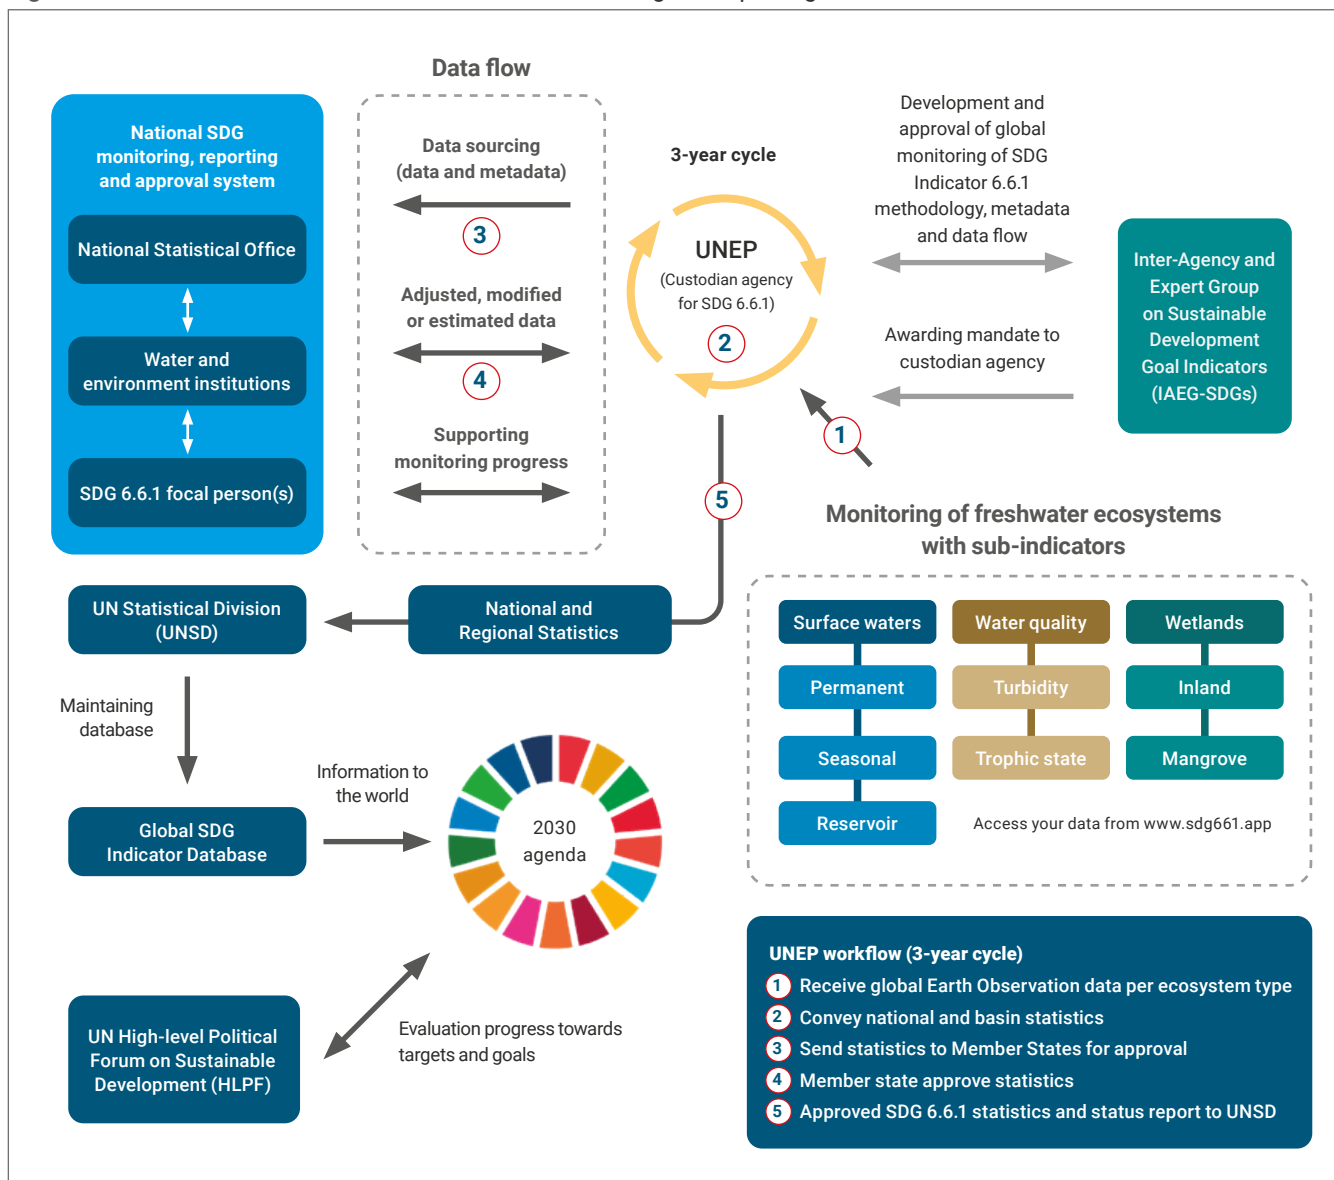 Data flow
National SDG
monitoring, reporting
and approval system
National Statistical Office
Water and
environment institutions
SDG 6.6.1 focal person(s)
Data sourcing
(data and metadata)
3
Adjusted, modified
or estimated data
4
Supporting
monitoring progress
3-year cycle
UNEP
(Custodian agency
for SDG 6.6.1)
2
Development and
approval of global
monitoring of SDG
Indicator 6.6.1
methodology, metadata
and data flow
Awarding mandate to
custodian agency
Inter-Agency and
Expert Group
on Sustainable
Development
Goal Indicators
(IAEG-SDGs)
1
5
Monitoring of freshwater ecosystems
with sub-indicators
Surface waters
Permanent
Seasonal
Reservoir
Water quality
Turbidity
Trophic state
Wetlands
Inland
Mangrove
Access your data from www.sdg661.app
National and
Regional Statistics
UN Statistical Division
(UNSD)
Maintaining
database
Global SDG
Indicator Database
Information to
the world
2030
agenda
Evaluation progress towards
targets and goals
UN High-level Political
Forum on Sustainable
Development (HLPF)
UNEP workflow (3-year cycle)
1 Receive global Earth Observation data per ecosystem type
2 Convey national and basin statistics
3 Send statistics to Member States for approval
4 Member state approve statistics
5 Approved SDG 6.6.1 statistics and status report to UNSD